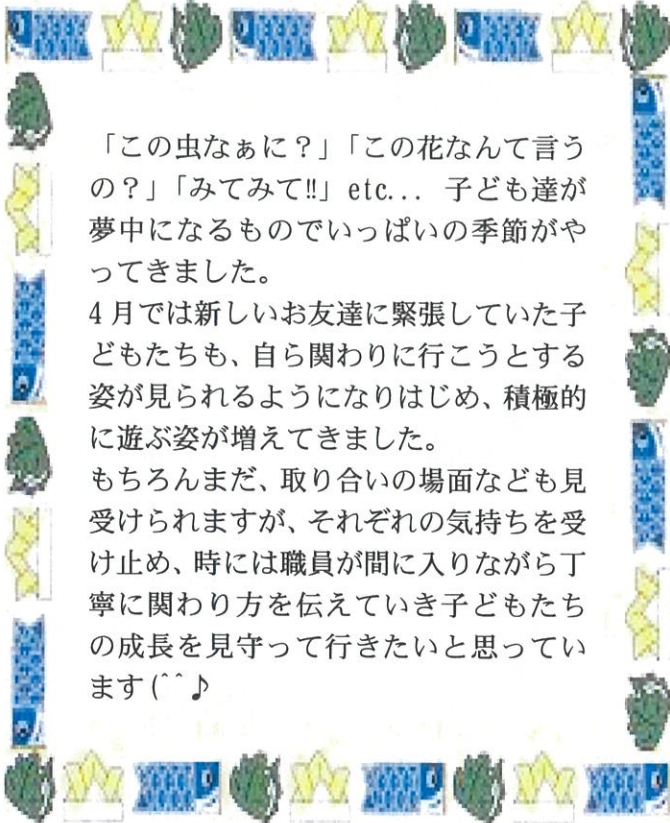 「この虫なぁに？」「この花なんて言う
の？」「みてみて!!」etc... 子ども達が
夢中になるものでいっぱいの季節がや
ってきました。
4月では新しいお友達に緊張していた子
どもたちも、自ら関わりに行こうとする
姿が見られるようになりはじめ、積極的
に遊ぶ姿が増えてきました。
もちろんまだ、取り合いの場面なども見
受けられますが、それぞれの気持ちを受
け止め、時には職員が間に入りながら丁
寧に関わり方を伝えていき子どもたち
の成長を見守って行きたいと思ってい
ます(^^♪